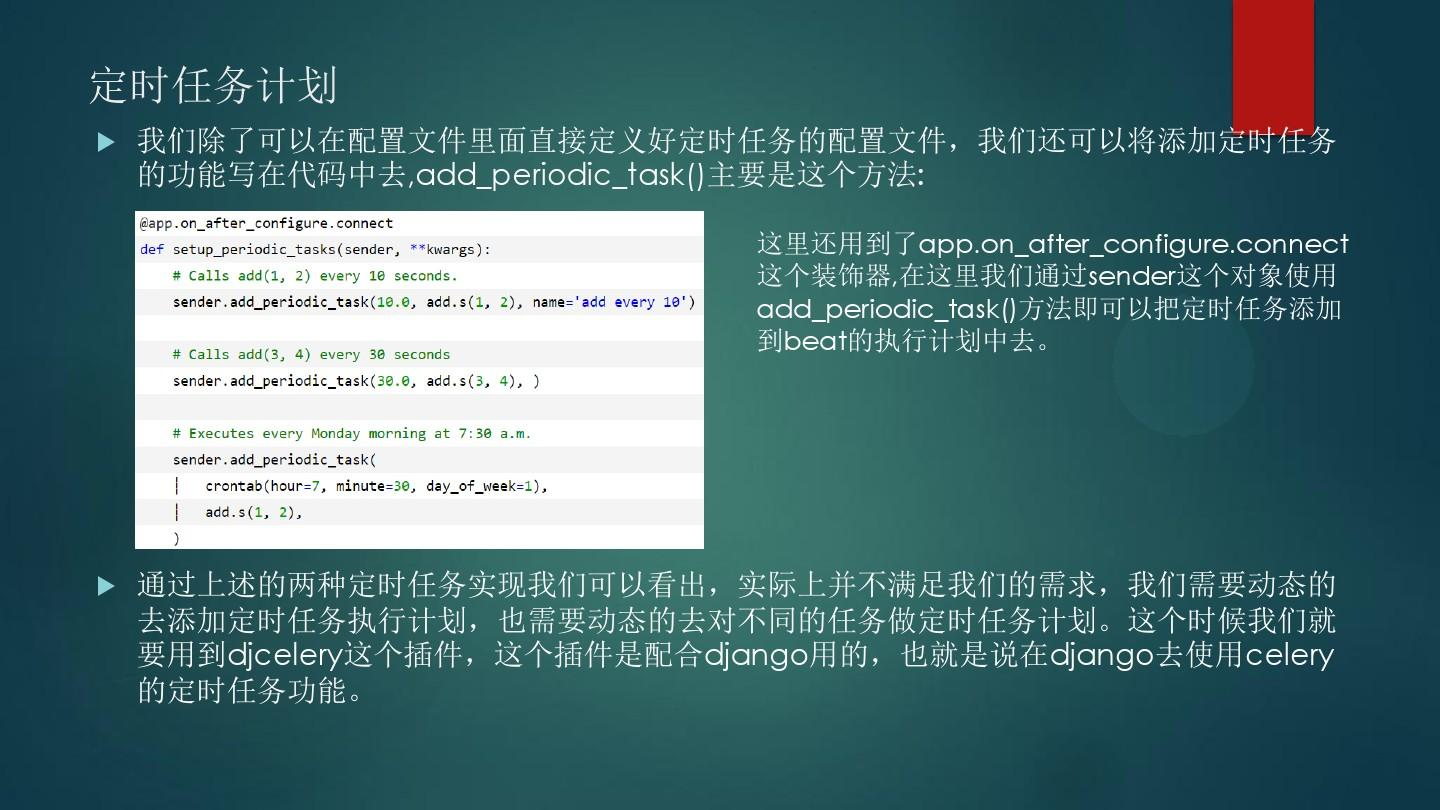 定时任务计划
我们除了可以在配置文件里面直接定义好定时任务的配置文件，我们还可以将添加定时任务
的功能写在代码中去,add_periodic_task()主要是这个方法:
@app.on_after_configure.connect
def setup_periodic_tasks(sender, **kwargs):
    # Calls add(1, 2) every 10 seconds.
    sender.add_periodic_task(10.0, add.s(1, 2), name='add every 10')
    # Calls add(3, 4) every 30 seconds
    sender.add_periodic_task(30.0, add.s(3, 4), )
    # Executes every Monday morning at 7:30 a.m.
    sender.add_periodic_task(
        crontab(hour=7, minute=30, day_of_week=1),
        add.s(1, 2),
    )
这里还用到了app.on_after_configure.connect
这个装饰器,在这里我们通过sender这个对象使用
add_periodic_task()方法即可以把定时任务添加
到beat的执行计划中去。
通过上述的两种定时任务实现我们可以看出，实际上并不满足我们的需求，我们需要动态的
去添加定时任务执行计划，也需要动态的去对不同的任务做定时任务计划。这个时候我们就
要用到djcelery这个插件，这个插件是配合django用的，也就是说在django去使用celery
的定时任务功能。